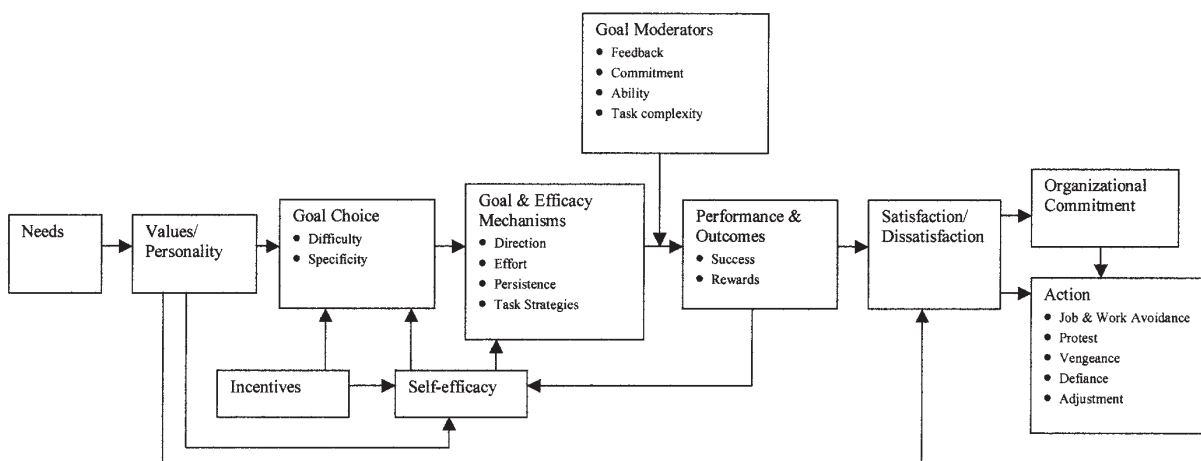 Goal Moderators
• Feedback
• Commitment
• Ability
• Task complexity
Needs
Values/
Personality
Goal Choice
• Difficulty
• Specificity
Goal & Efficacy
Mechanisms
• Direction
• Effort
• Persistence
• Task Strategies
Performance &
Outcomes
• Success
• Rewards
Satisfaction/
Dissatisfaction
Organizational
Commitment
Action
• Job & Work Avoidance
• Protest
• Vengeance
• Defiance
• Adjustment
Incentives
Self-efficacy